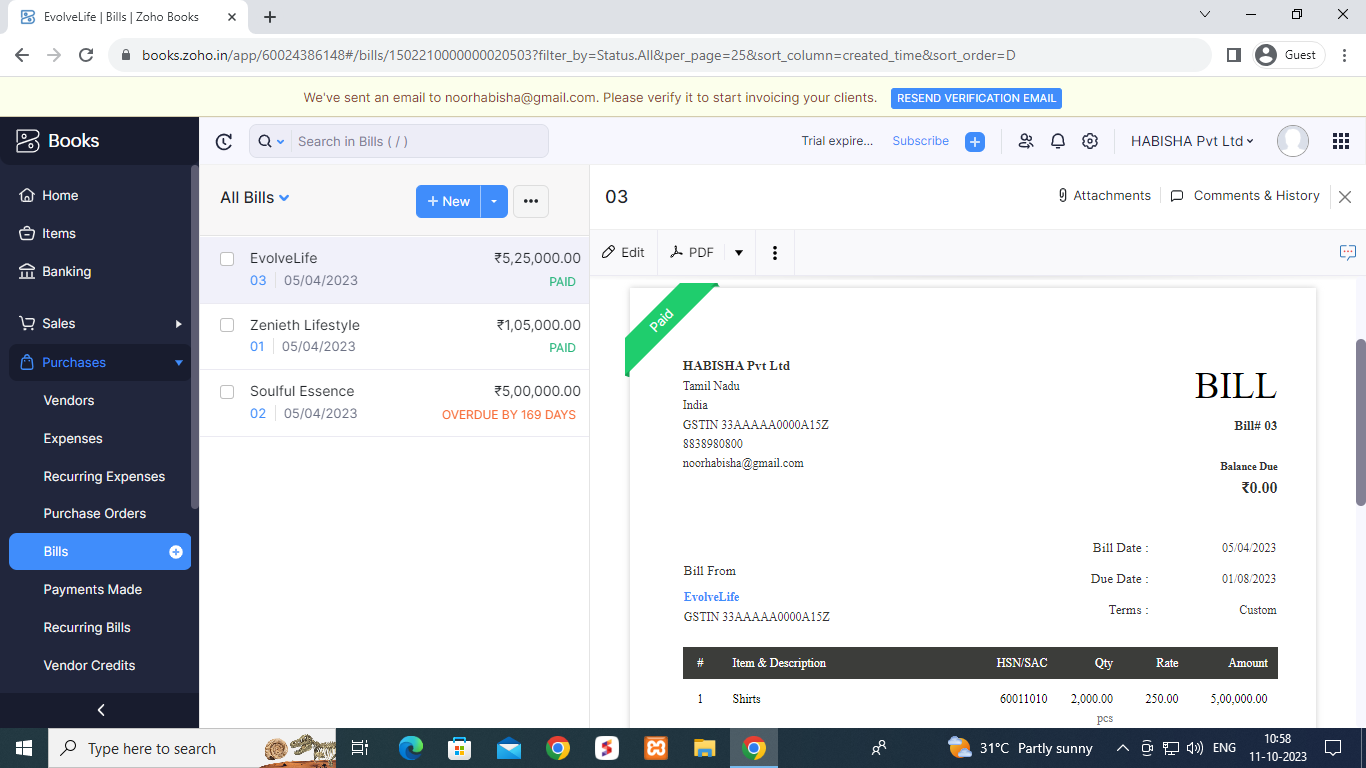 EvolveLife | Bills | Zoho Books
books.zoho.in/app/60024386148#/bills/1502210000000020503?filter_by=Status.All&per_page=25&sort_column=created_time&sort_order=D
Guest
We've sent an email to noorhabisha@gmail.com. Please verify it to start invoicing your clients.
RESEND VERIFICATION EMAIL
Books
Search in Bills ( / )
Trial expire...
Subscribe
HABISHA Pvt Ltd
Home
Items
Banking
Sales
Purchases
Vendors
Expenses
Recurring Expenses
Purchase Orders
Bills
Payments Made
Recurring Bills
Vendor Credits
All Bills
+ New
EvolveLife ₹5,25,000.00
03 05/04/2023 PAID
Zenieth Lifestyle ₹1,05,000.00
01 05/04/2023 PAID
Soulful Essence ₹5,00,000.00
02 05/04/2023 OVERDUE BY 169 DAYS
03
Attachments
Comments & History
Edit
PDF
Paid
HABISHA Pvt Ltd
Tamil Nadu
India
GSTIN 33AAAAA0000A15Z
8838980800
noorhabisha@gmail.com
BILL
Bill# 03
Balance Due
₹0.00
Bill Date : 05/04/2023
Due Date : 01/08/2023
Terms : Custom
Bill From
EvolveLife
GSTIN 33AAAAA0000A15Z
# Item & Description HSN/SAC Qty Rate Amount
1 Shirts 60011010 2,000.00 250.00 5,00,000.00
pcs
Type here to search
31°C Partly sunny
ENG
10:58
11-10-2023